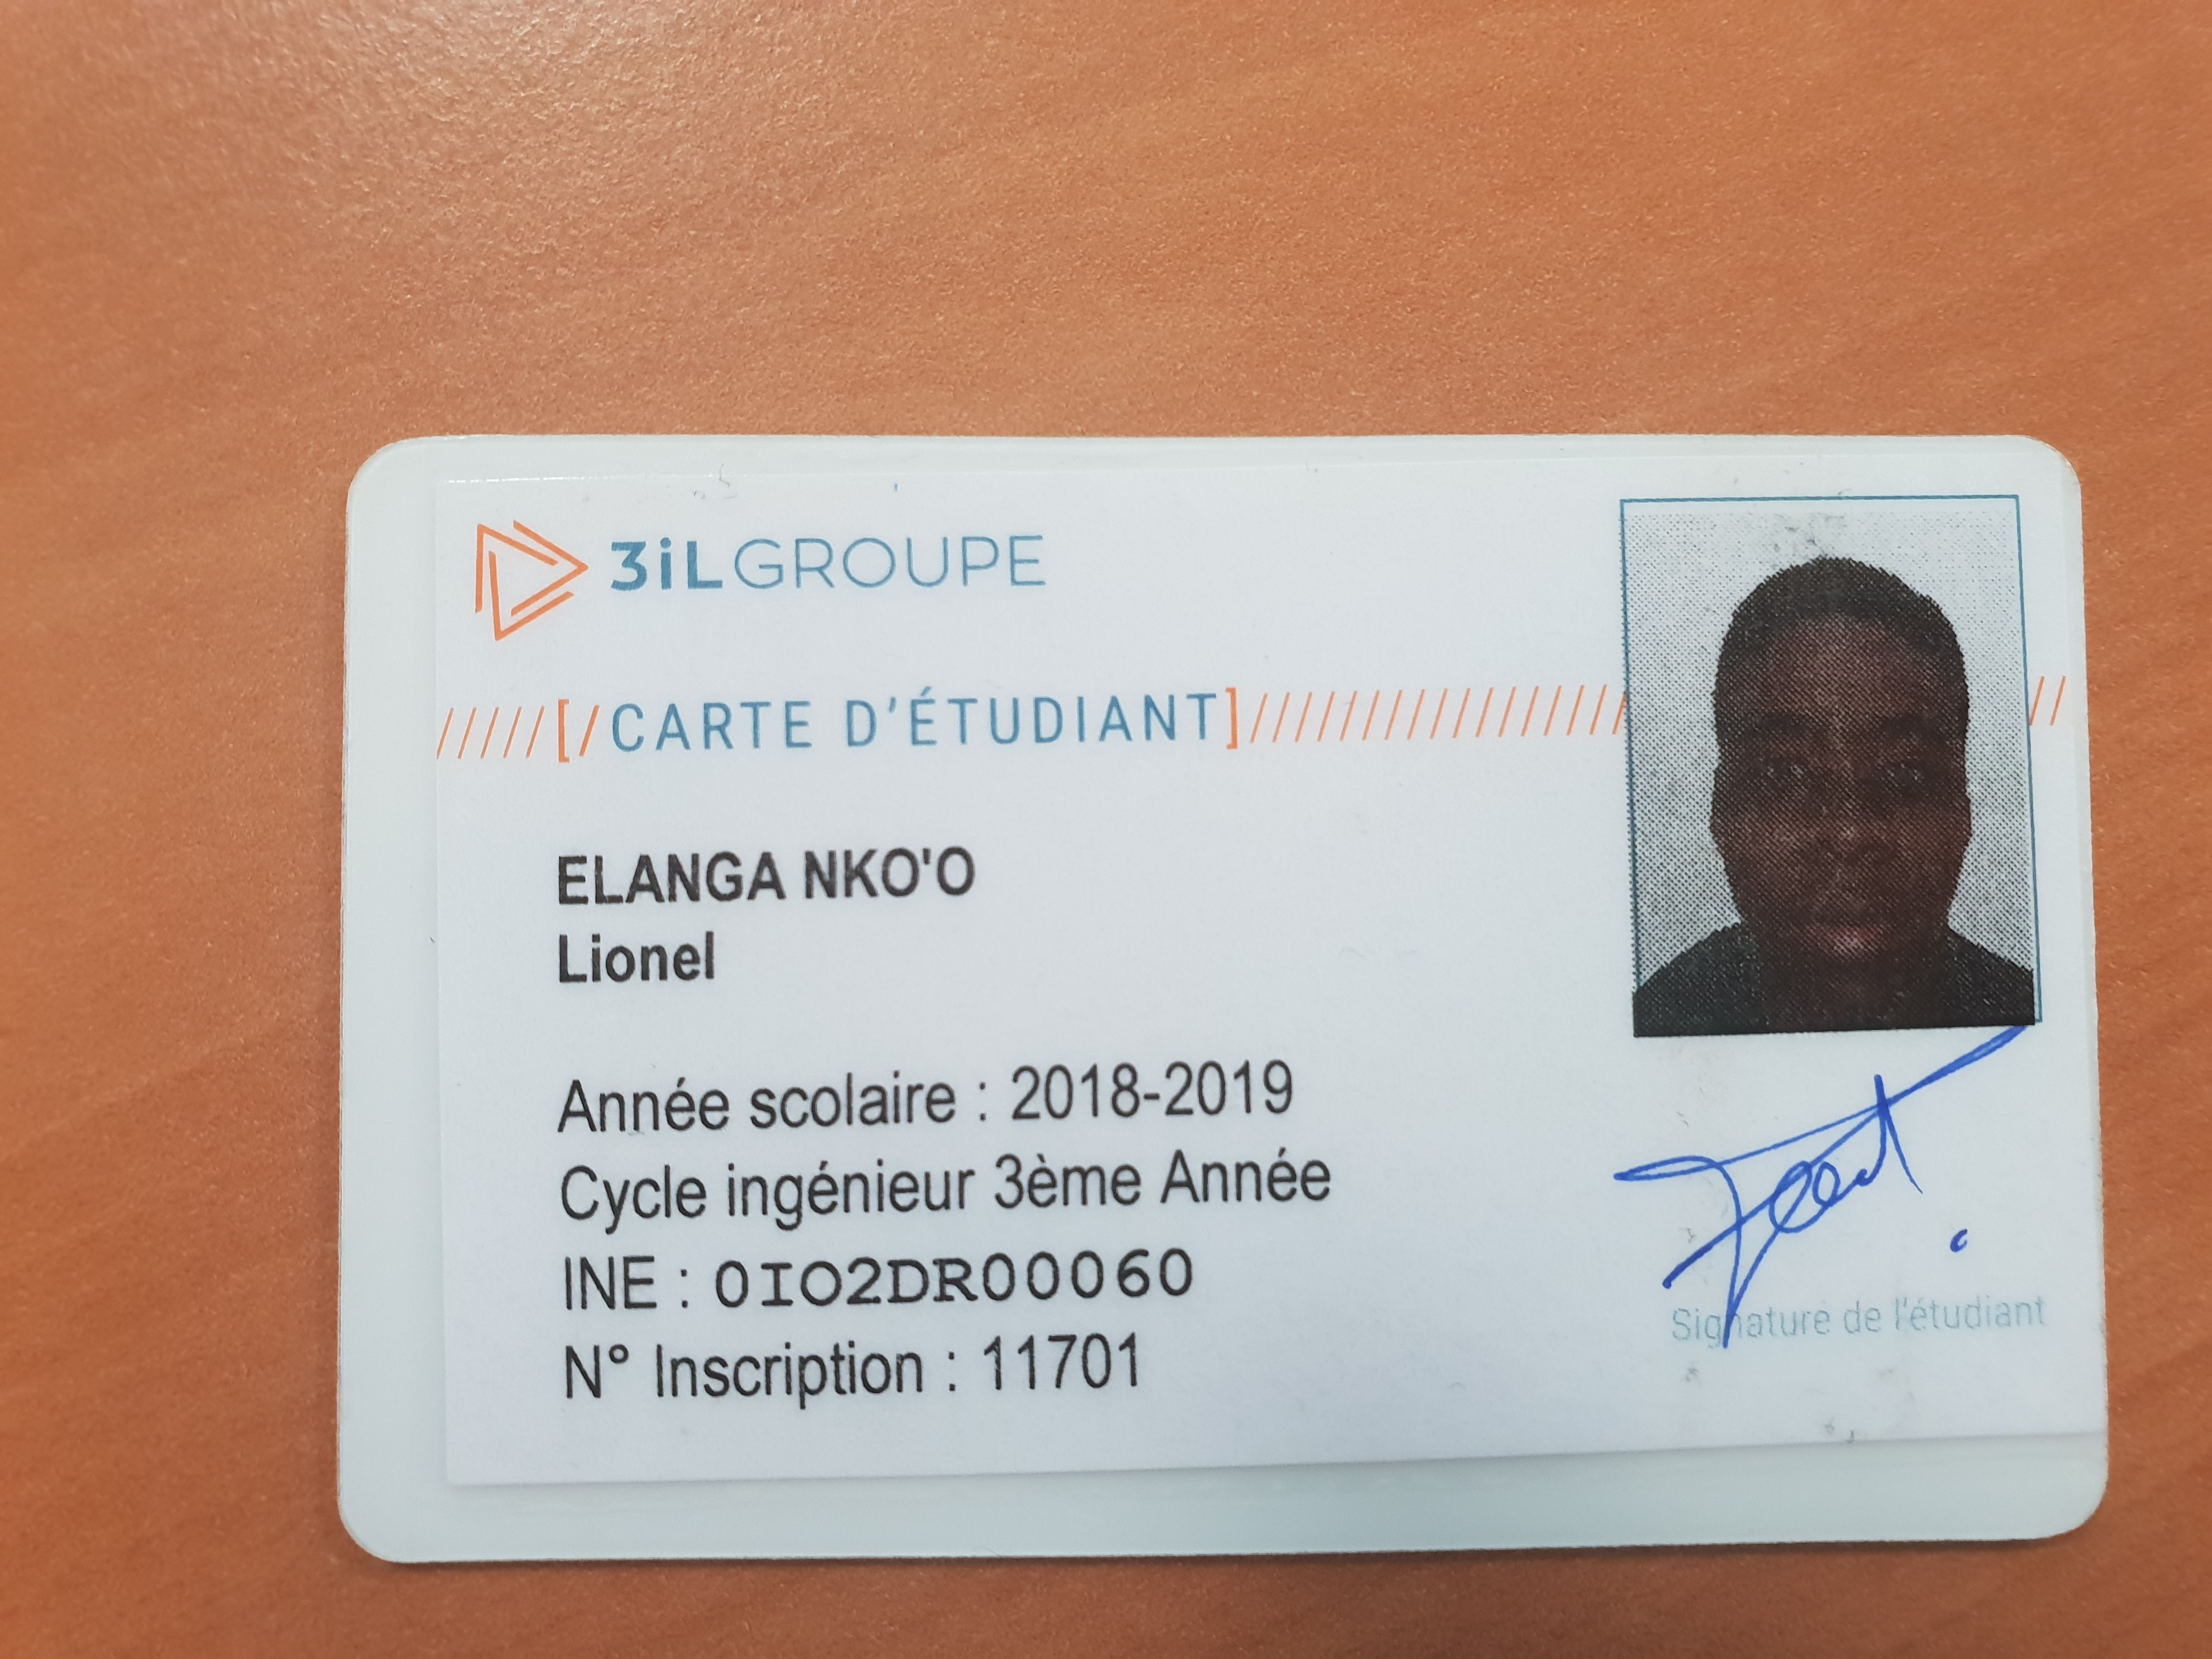 3iLGROUPE
/////[/CARTE D'ÉTUDIANT]///////////////////
ELANGA NKO'O
Lionel
Année scolaire : 2018-2019
Cycle ingénieur 3ème Année
INE : 0IO2DR00060
N° Inscription : 11701
Signature de l'étudiant